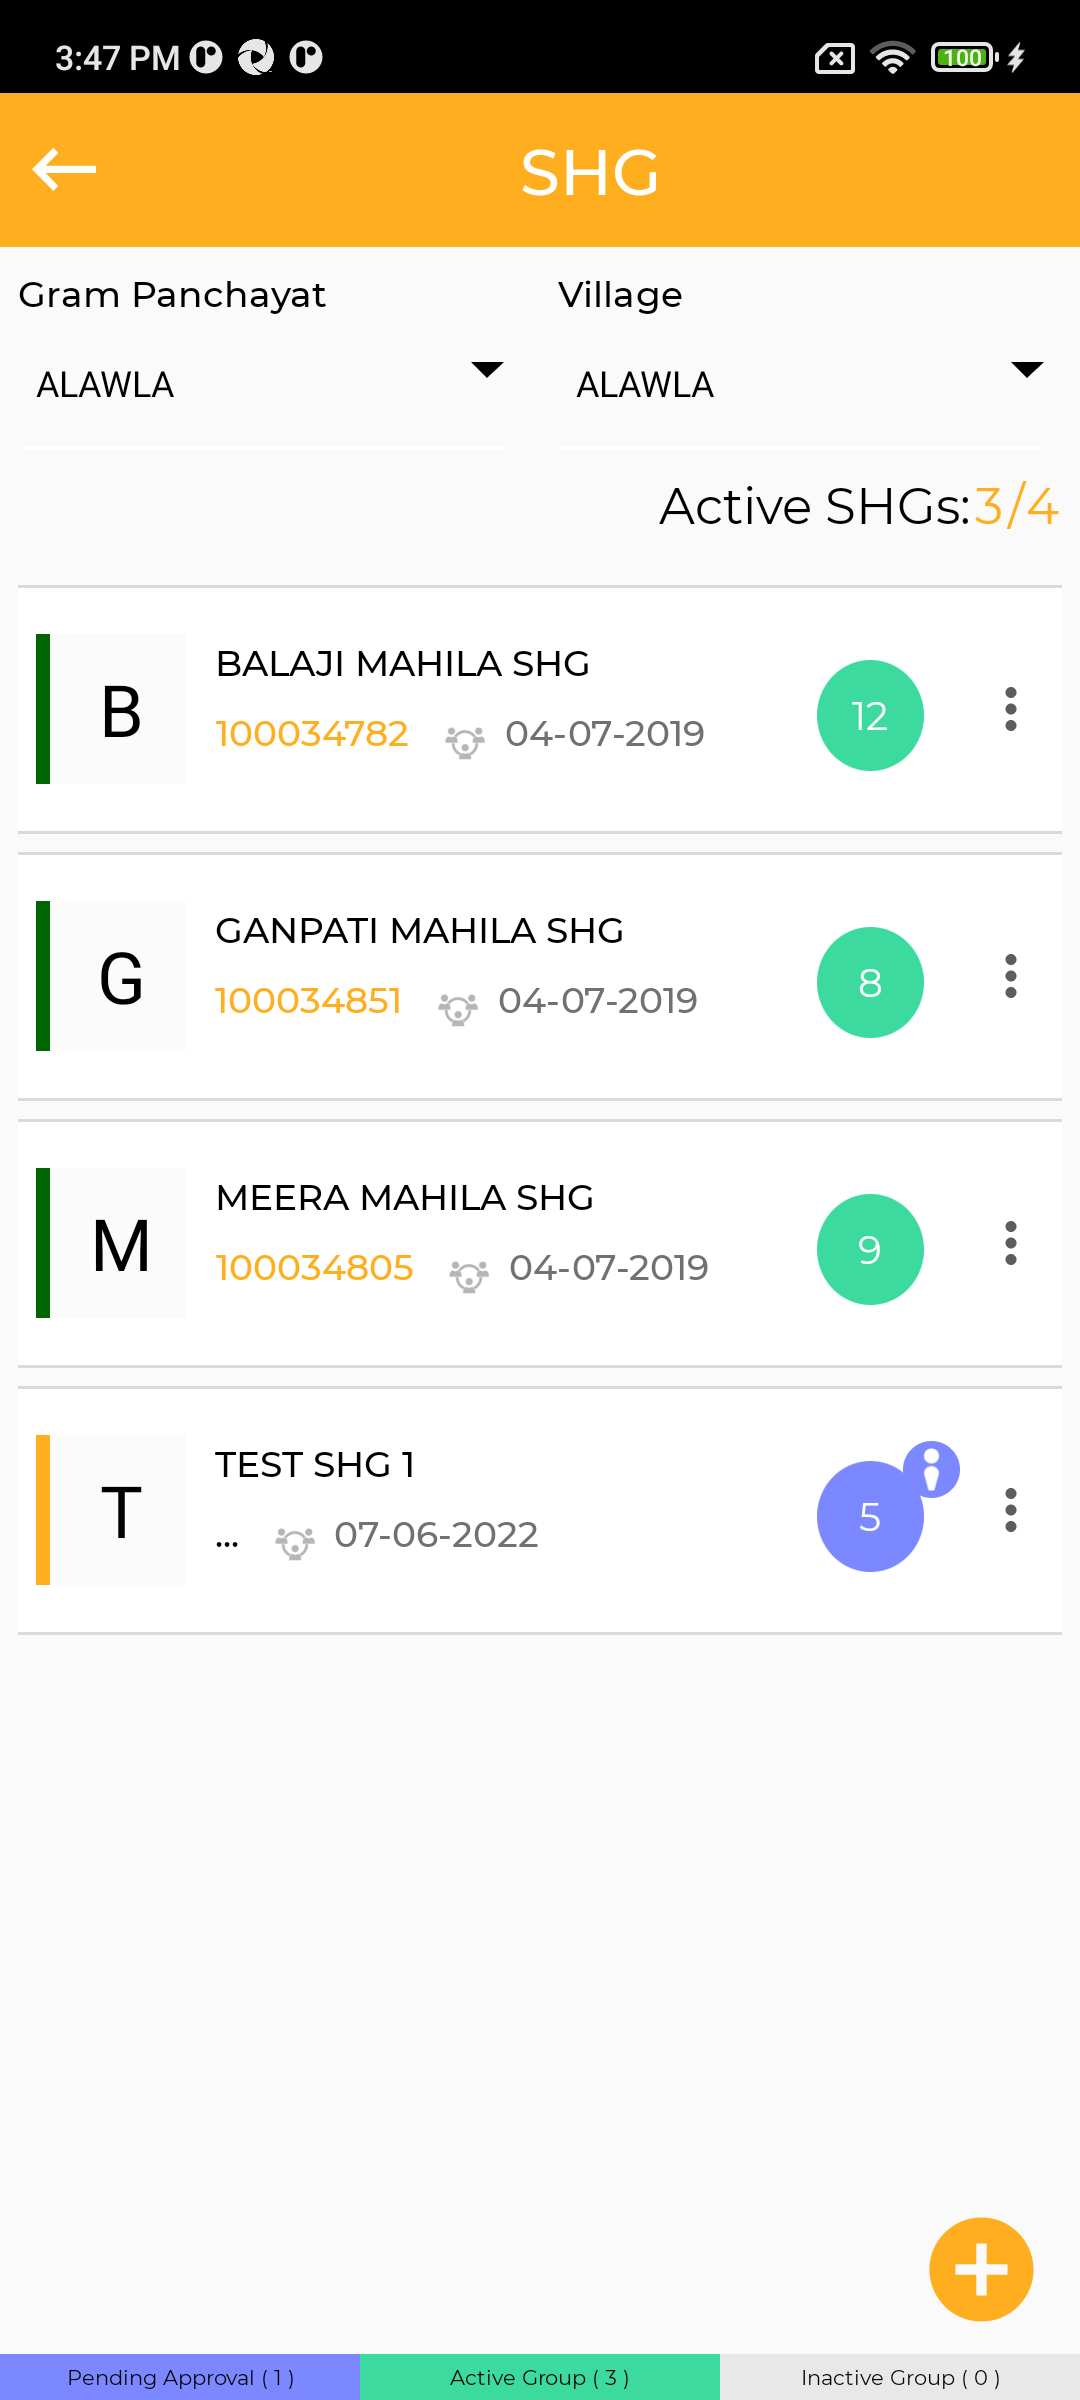 3:47 PM
100
SHG
Gram Panchayat
Village
ALAWLA
ALAWLA
Active SHGs: 3/4
B
BALAJI MAHILA SHG
100034782
04-07-2019
12
G
GANPATI MAHILA SHG
100034851
04-07-2019
8
M
MEERA MAHILA SHG
100034805
04-07-2019
9
T
TEST SHG 1
...
07-06-2022
5
Pending Approval ( 1 )
Active Group ( 3 )
Inactive Group ( 0 )